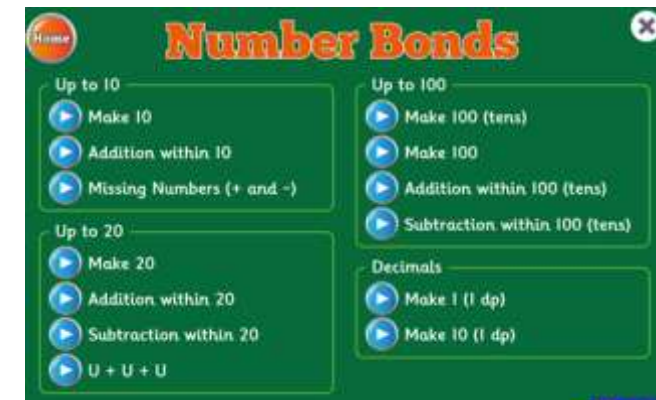 Home
Number Bonds
Up to 10
Make 10
Addition within 10
Missing Numbers (+ and -)
Up to 20
Make 20
Addition within 20
Subtraction within 20
U + U + U
Up to 100
Make 100 (tens)
Make 100
Addition within 100 (tens)
Subtraction within 100 (tens)
Decimals
Make 1 (1 dp)
Make 10 (1 dp)